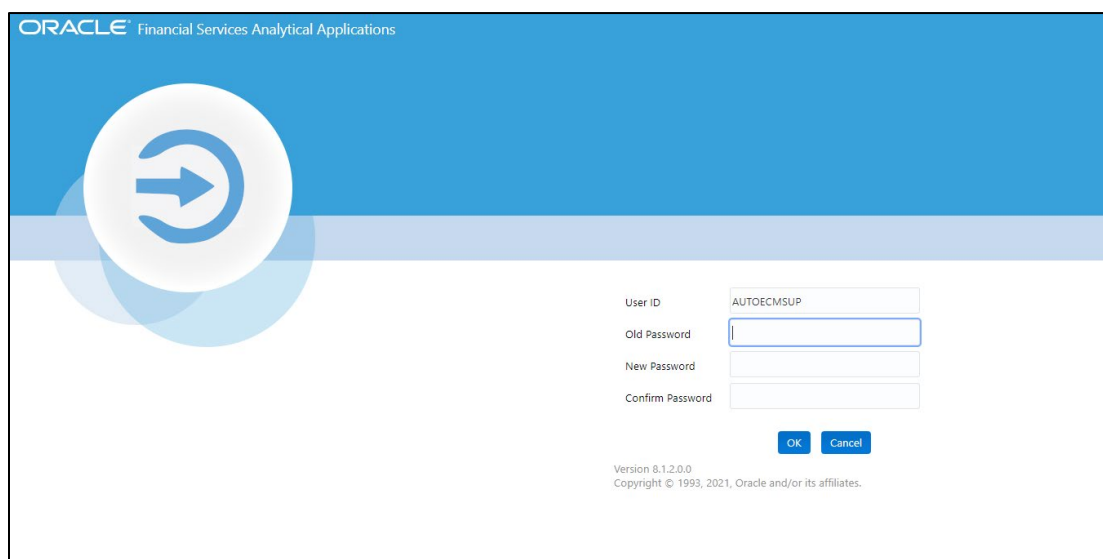 ORACLE® Financial Services Analytical Applications
User ID AUTOECMSUP
Old Password
New Password
Confirm Password
OK Cancel
Version 8.1.2.0.0
Copyright © 1993, 2021, Oracle and/or its affiliates.